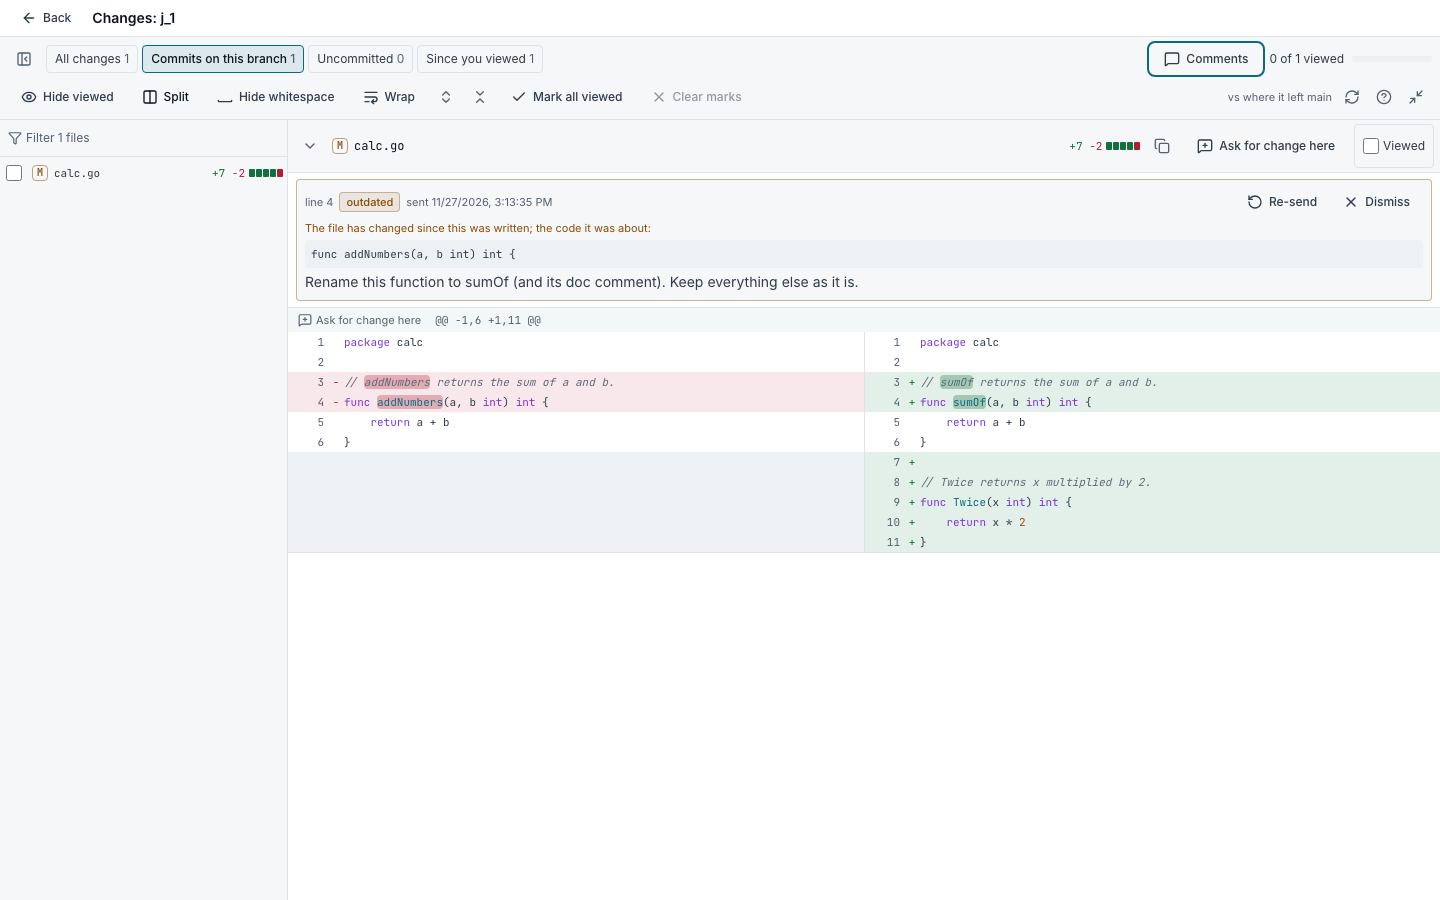 Back Changes: j_1
All changes 1 Commits on this branch 1 Uncommitted 0 Since you viewed 1 Comments 0 of 1 viewed
Hide viewed Split Hide whitespace Wrap Mark all viewed Clear marks vs where it left main
Filter 1 files
M calc.go +7 -2
M calc.go +7 -2 Ask for change here Viewed
line 4 outdated sent 11/27/2026, 3:13:35 PM Re-send Dismiss
The file has changed since this was written; the code it was about:
func addNumbers(a, b int) int {
Rename this function to sumOf (and its doc comment). Keep everything else as it is.
Ask for change here @@ -1,6 +1,11 @@
1 package calc
2
3 - // addNumbers returns the sum of a and b.
4 - func addNumbers(a, b int) int {
5 return a + b
6 }
1 package calc
2
3 + // sumOf returns the sum of a and b.
4 + func sumOf(a, b int) int {
5 return a + b
6 }
7 +
8 + // Twice returns x multiplied by 2.
9 + func Twice(x int) int {
10 + return x * 2
11 + }